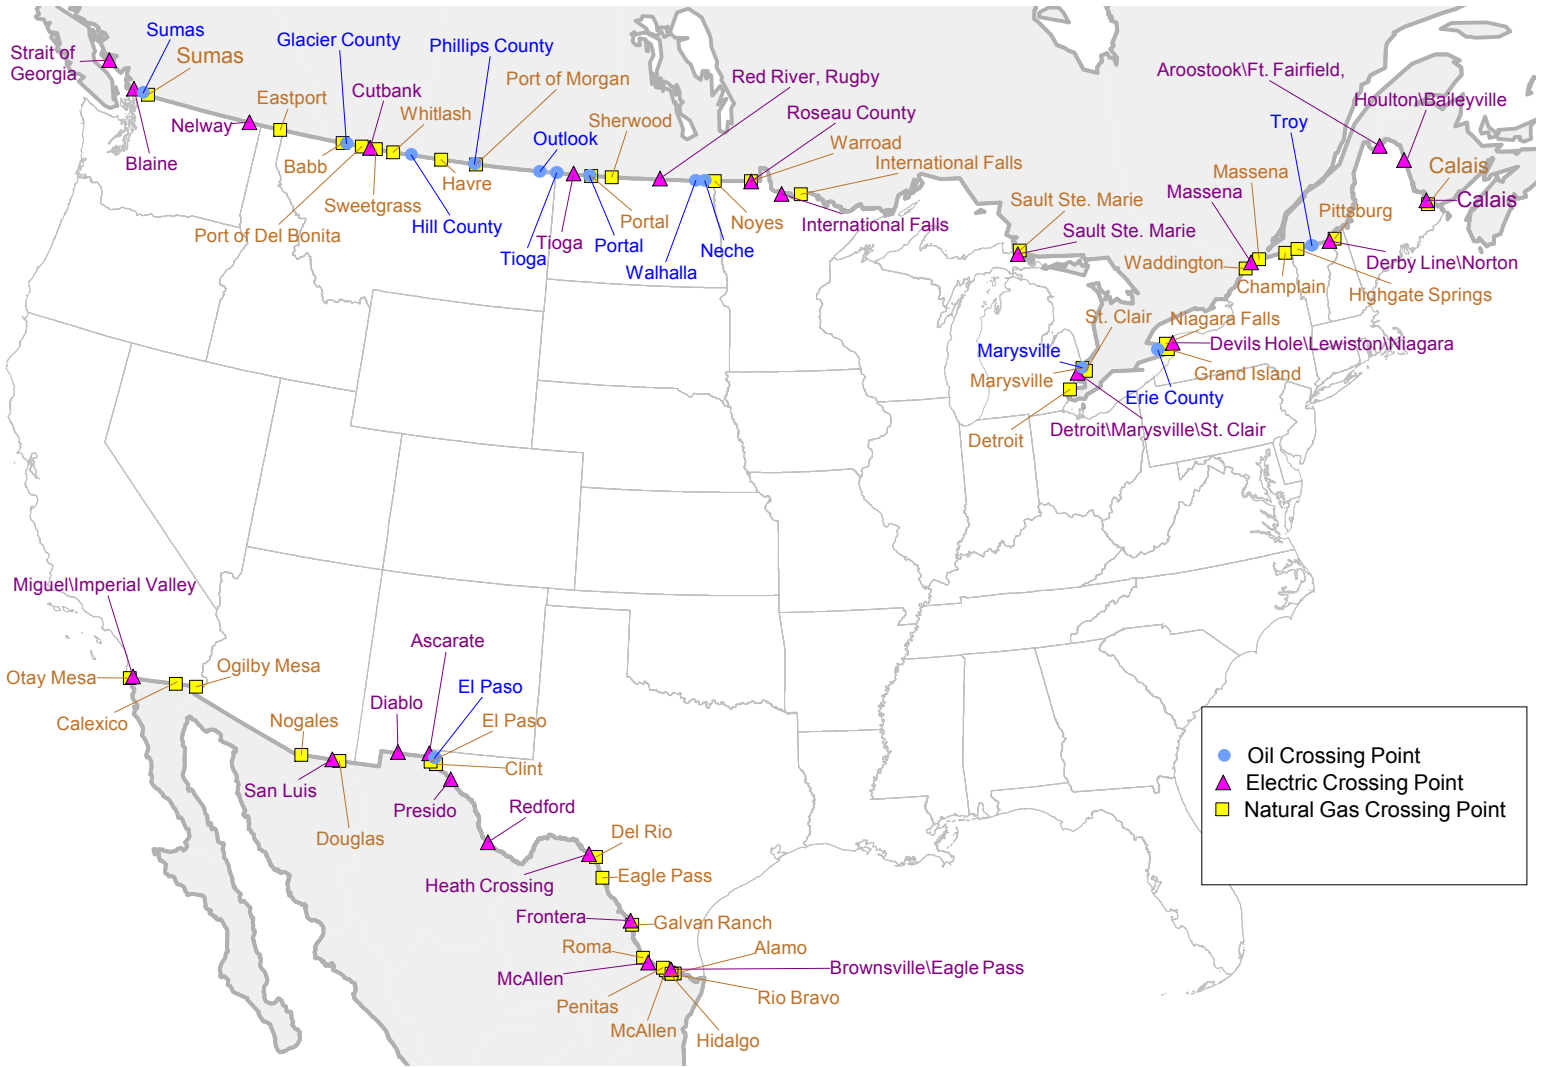 Sumas
Glacier County
Phillips County
Strait of
Georgia
Sumas
Port of Morgan
Red River, Rugby
Aroostook\Ft. Fairfield,
Eastport
Cutbank
Whitlash
Houlton\Baileyville
Nelway
Outlook
Sherwood
Roseau County
Troy
Blaine
Babb
Warroad
International Falls
Calais
Massena
Havre
Massena
Sweetgrass
Sault Ste. Marie
Calais
Port of Del Bonita
Hill County
Portal
Noyes
International Falls
Pittsburg
Tioga
Tioga
Portal
Walhalla
Neche
Sault Ste. Marie
Waddington
Derby Line\Norton
Champlain
Highgate Springs
St. Clair
Niagara Falls
Marysville
Devils Hole\Lewiston\Niagara
Marysville
Grand Island
Erie County
Detroit
Detroit\Marysville\St. Clair
Miguel\Imperial Valley
Ascarate
Otay Mesa
Ogilby Mesa
El Paso
Diablo
Calexico
Nogales
El Paso
Clint
San Luis
Presido
Redford
Douglas
Del Rio
Heath Crossing
Eagle Pass
Frontera
Galvan Ranch
Roma
Alamo
McAllen
Brownsville\Eagle Pass
Penitas
Rio Bravo
McAllen
Hidalgo
Oil Crossing Point
Electric Crossing Point
Natural Gas Crossing Point